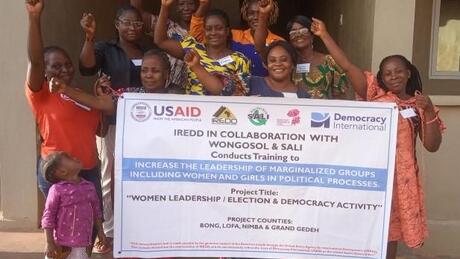 USAID
FROM THE AMERICAN PEOPLE
IREDD
SALI
Democracy
International
IREDD IN COLLABORATION WITH
WONGOSOL & SALI
Conducts Training to
INCREASE THE LEADERSHIP OF MARGINALIZED GROUPS
INCLUDING WOMEN AND GIRLS IN POLITICAL PROCESSES.
Project Title:
"WOMEN LEADERSHIP / ELECTION & DEMOCRACY ACTIVITY"
PROJECT COUNTIES:
BONG, LOFA, NIMBA & GRAND GEDEH